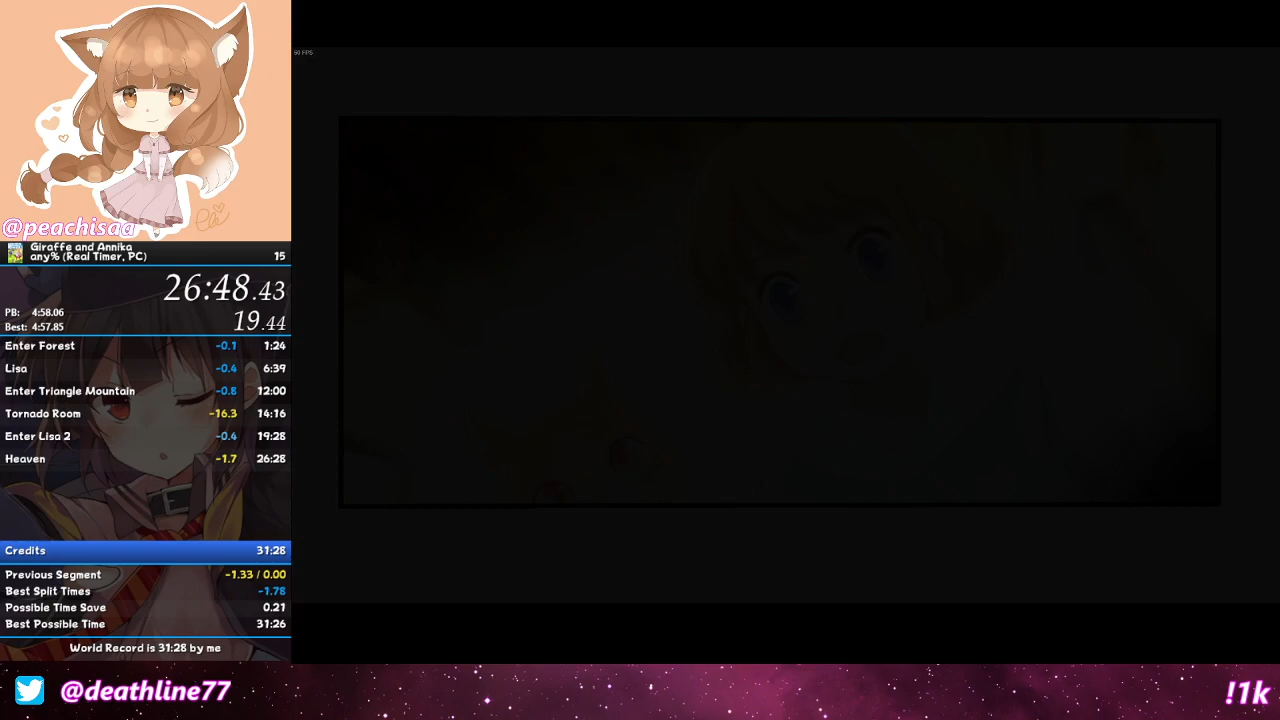 50 FPS
@peachisaa
Giraffe and Annika
any% (Real Timer, PC) 15
26:48.43
PB: 4:58.06
Best: 4:57.85
19.44
Enter Forest -0.1 1:24
Lisa -0.4 6:39
Enter Triangle Mountain -0.8 12:00
Tornado Room -16.3 14:16
Enter Lisa 2 -0.4 19:28
Heaven -1.7 26:28
Credits 31:28
Previous Segment -1.33 / 0.00
Best Split Times -1.78
Possible Time Save 0.21
Best Possible Time 31:26
World Record is 31:28 by me
@deathline77
!1k